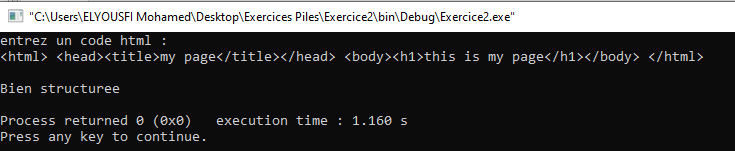 "C:\Users\ELYOUSFI Mohamed\Desktop\Exercices Piles\Exercice2\bin\Debug\Exercice2.exe"
entrez un code html :
<html> <head><title>my page</title></head> <body><h1>this is my page</h1></body> </html>
Bien structuree
Process returned 0 (0x0)   execution time : 1.160 s
Press any key to continue.